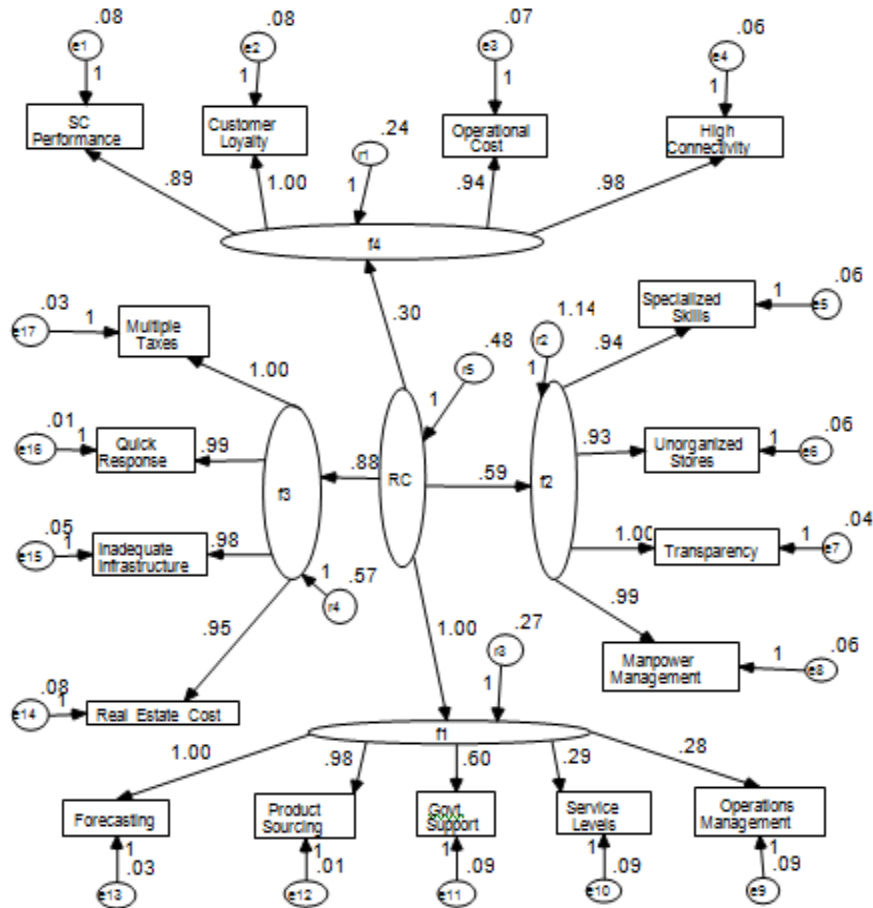 .08
.08
.07
.06
e1
e2
e3
e4
1
1
1
1
SC
Performance
Customer
Loyalty
Operational
Cost
High
Connectivity
.24
r1
1
.89
1.00
.94
.98
f4
.03
e17
1
Multiple
Taxes
1.00
.30
.48
r5
1
1.14
r2
1
.94
Specialized
Skills
1
.06
e5
.01
e16
1
Quick
Response
.99
f3
.88
RC
.59
f2
.93
Unorganized
Stores
1
.06
e6
.05
e15
1
Inadequate
Infrastructure
.98
1.00
Transparency
1
.04
e7
1
.57
r4
.95
1.00
.99
Manpower
Management
1
.06
e8
.27
r3
1
.08
e14
1
Real Estate Cost
f1
1.00
.98
.60
.29
.28
Forecasting
Product
Sourcing
Govt.
Support
Service
Levels
Operations
Management
1
1
1
1
1
.03
.01
.09
.09
.09
e13
e12
e11
e10
e9